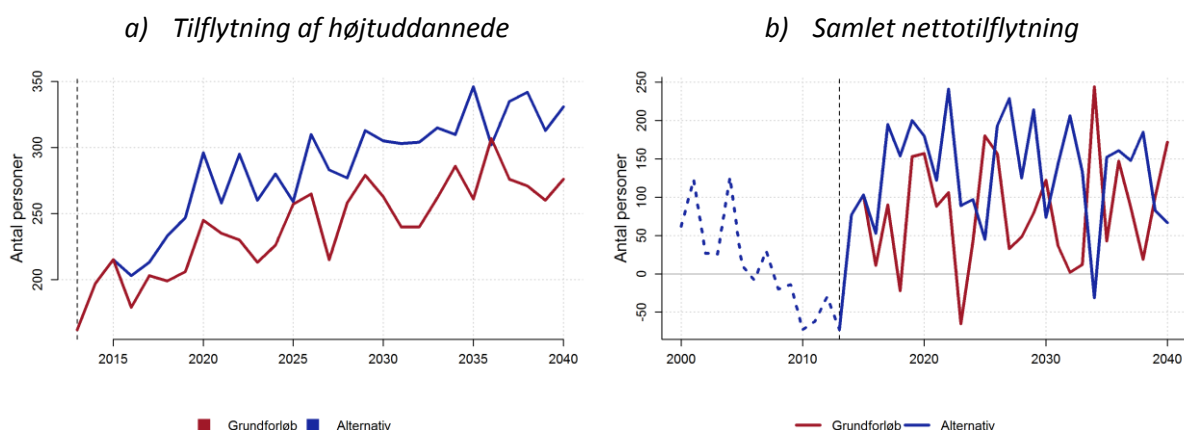 a) Tilflytning af højtuddannede
b) Samlet nettotilflytning
Antal personer
350
300
250
200
2015
2020
2025
2030
2035
2040
Grundforløb
Alternativ
Antal personer
250
200
150
100
50
0
-50
2000
2010
2020
2030
2040
Grundforløb
Alternativ